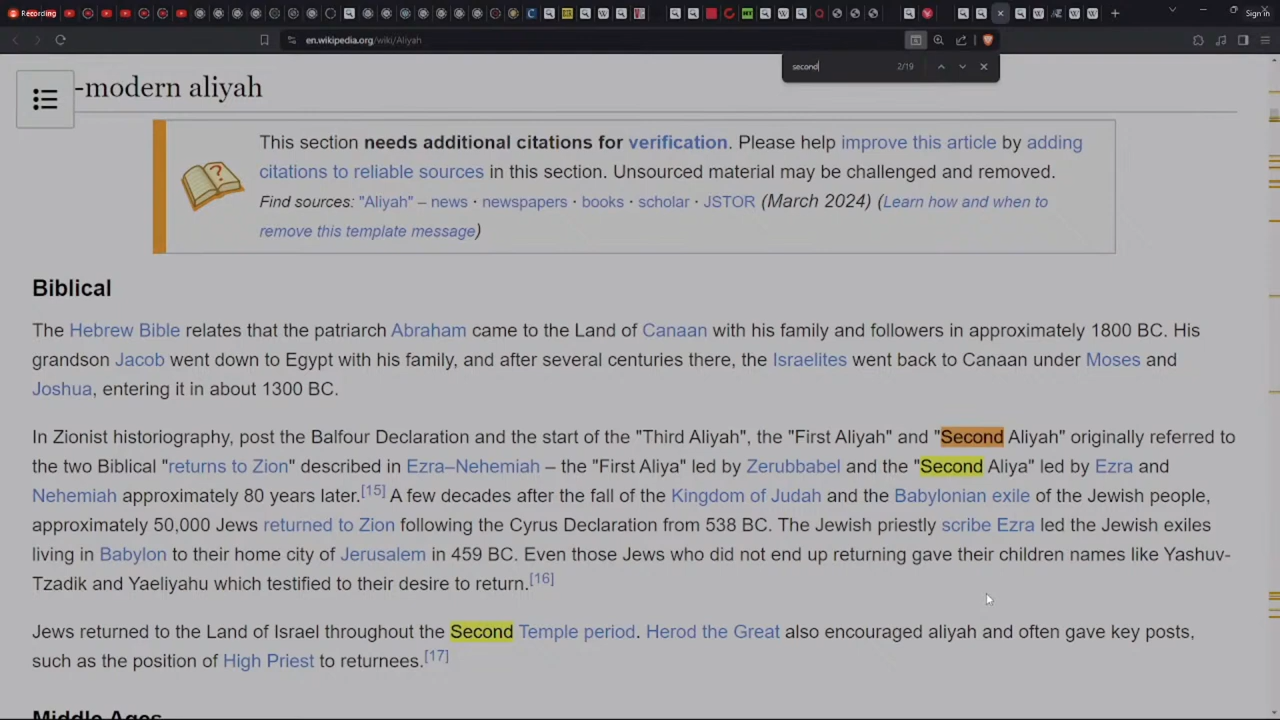 Recording
Sign in
en.wikipedia.org/wiki/Aliyah
second
2/19
-modern aliyah
This section needs additional citations for verification. Please help improve this article by adding
citations to reliable sources in this section. Unsourced material may be challenged and removed.
Find sources: "Aliyah" – news · newspapers · books · scholar · JSTOR (March 2024) (Learn how and when to
remove this template message)
Biblical
The Hebrew Bible relates that the patriarch Abraham came to the Land of Canaan with his family and followers in approximately 1800 BC. His
grandson Jacob went down to Egypt with his family, and after several centuries there, the Israelites went back to Canaan under Moses and
Joshua, entering it in about 1300 BC.
In Zionist historiography, post the Balfour Declaration and the start of the "Third Aliyah", the "First Aliyah" and "Second Aliyah" originally referred to
the two Biblical "returns to Zion" described in Ezra–Nehemiah – the "First Aliya" led by Zerubbabel and the "Second Aliya" led by Ezra and
Nehemiah approximately 80 years later.[15] A few decades after the fall of the Kingdom of Judah and the Babylonian exile of the Jewish people,
approximately 50,000 Jews returned to Zion following the Cyrus Declaration from 538 BC. The Jewish priestly scribe Ezra led the Jewish exiles
living in Babylon to their home city of Jerusalem in 459 BC. Even those Jews who did not end up returning gave their children names like Yashuv-
Tzadik and Yaeliyahu which testified to their desire to return.[16]
Jews returned to the Land of Israel throughout the Second Temple period. Herod the Great also encouraged aliyah and often gave key posts,
such as the position of High Priest to returnees.[17]
Middle Ages